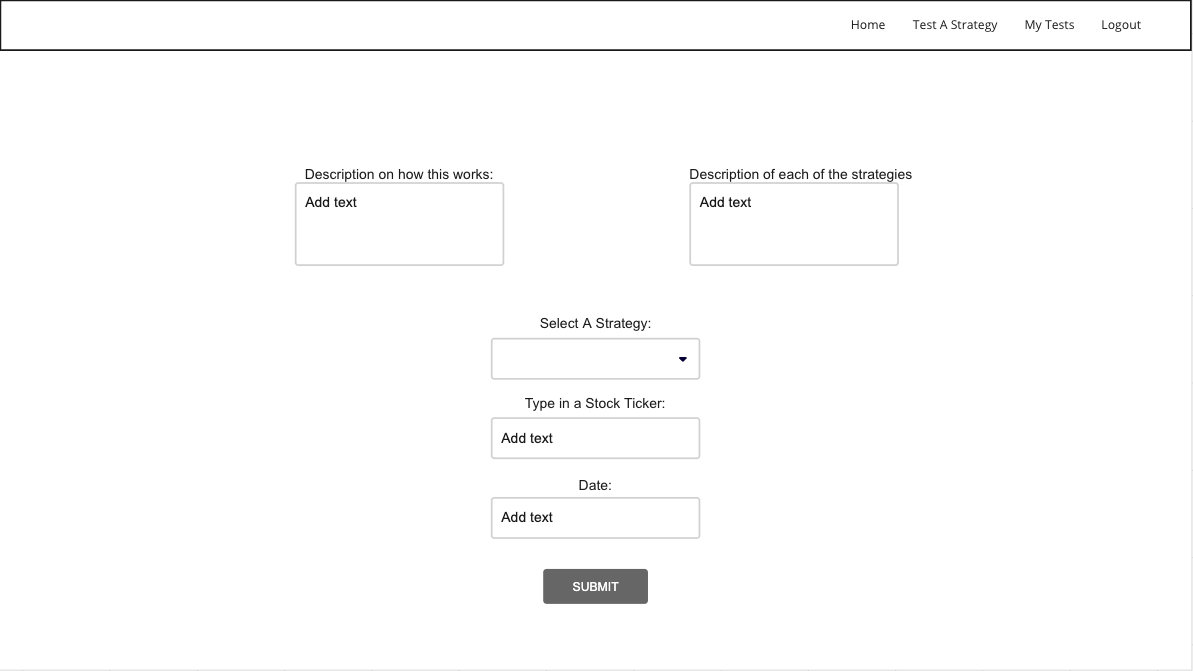 Home Test A Strategy My Tests Logout
Description on how this works:
Description of each of the strategies
Add text
Add text
Select A Strategy:
Type in a Stock Ticker:
Add text
Date:
Add text
SUBMIT